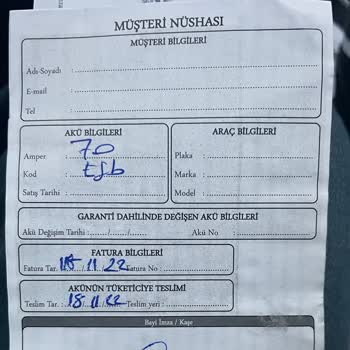 MÜŞTERİ NÜSHASI
MÜŞTERİ BİLGİLERİ
Adı-Soyadı :
E-mail :
Tel :
AKÜ BİLGİLERİ
Amper : 70
Kod : Efb
Satış Tarihi :
ARAÇ BİLGİLERİ
Plaka :
Marka :
Model :
GARANTİ DAHİLİNDE DEĞİŞEN AKÜ BİLGİLERİ
Akü Değişim Tarihi : ....../....../...... Akü No :
FATURA BİLGİLERİ
Fatura Tar. 18 11 22 Fatura No :
AKÜNÜN TÜKETİCİYE TESLİMİ
Teslim Tar. : 18 11 22 Teslim yeri :
Bayi İmza / Kaşe